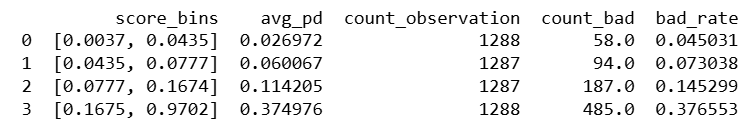 score_bins avg_pd count_observation count_bad bad_rate
0 [0.0037, 0.0435] 0.026972 1288 58.0 0.045031
1 [0.0435, 0.0777] 0.060067 1287 94.0 0.073038
2 [0.0777, 0.1674] 0.114205 1287 187.0 0.145299
3 [0.1675, 0.9702] 0.374976 1288 485.0 0.376553